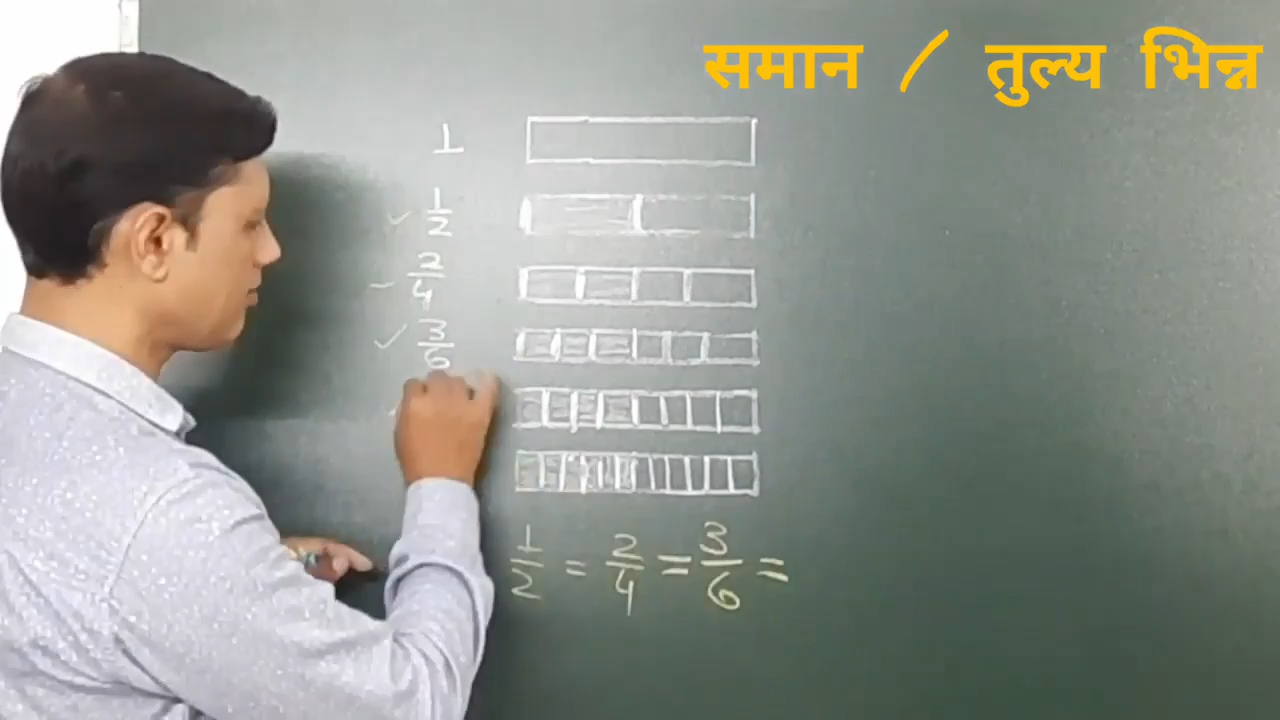 समान / तुल्य भिन्न
1
1/2
2/4
3/6
1/2 = 2/4 = 3/6 =